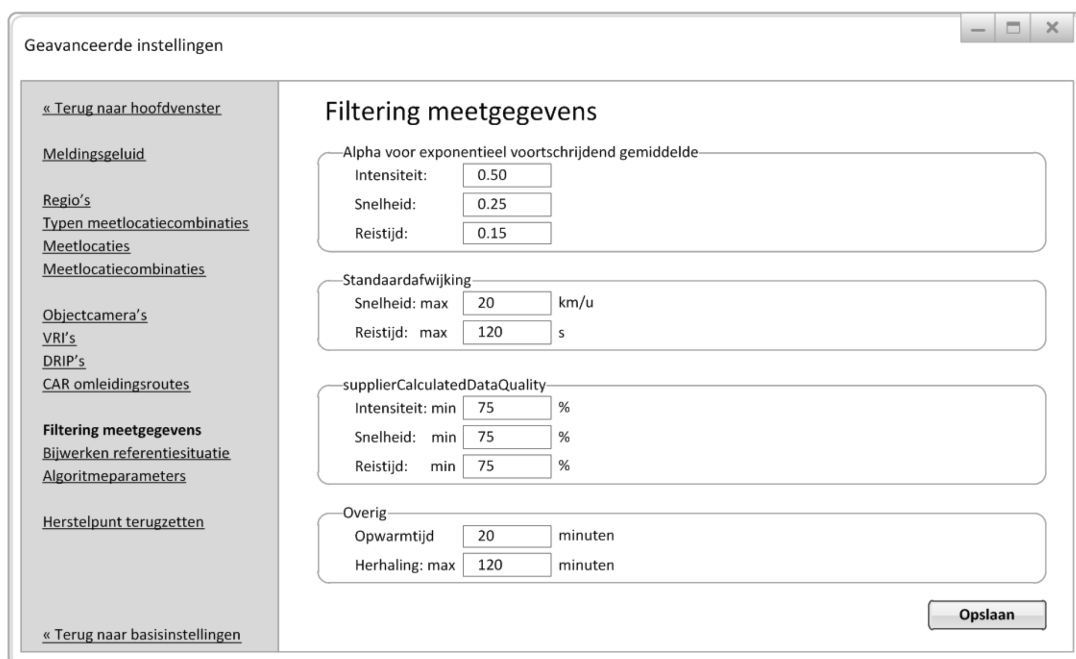 Geavanceerde instellingen
« Terug naar hoofdvenster
Meldingsgeluid
Regio's
Typen meetlocatiecombinaties
Meetlocaties
Meetlocatiecombinaties
Objectcamera's
VRI's
DRIP's
CAR omleidingsroutes
Filtering meetgegevens
Bijwerken referentiesituatie
Algoritmeparameters
Herstelpunt terugzetten
« Terug naar basisinstellingen
Filtering meetgegevens
Alpha voor exponentieel voortschrijdend gemiddelde
Intensiteit: 0.50
Snelheid: 0.25
Reistijd: 0.15
Standaardafwijking
Snelheid: max 20 km/u
Reistijd: max 120 s
supplierCalculatedDataQuality
Intensiteit: min 75 %
Snelheid: min 75 %
Reistijd: min 75 %
Overig
Opwarmtijd 20 minuten
Herhaling: max 120 minuten
Opslaan